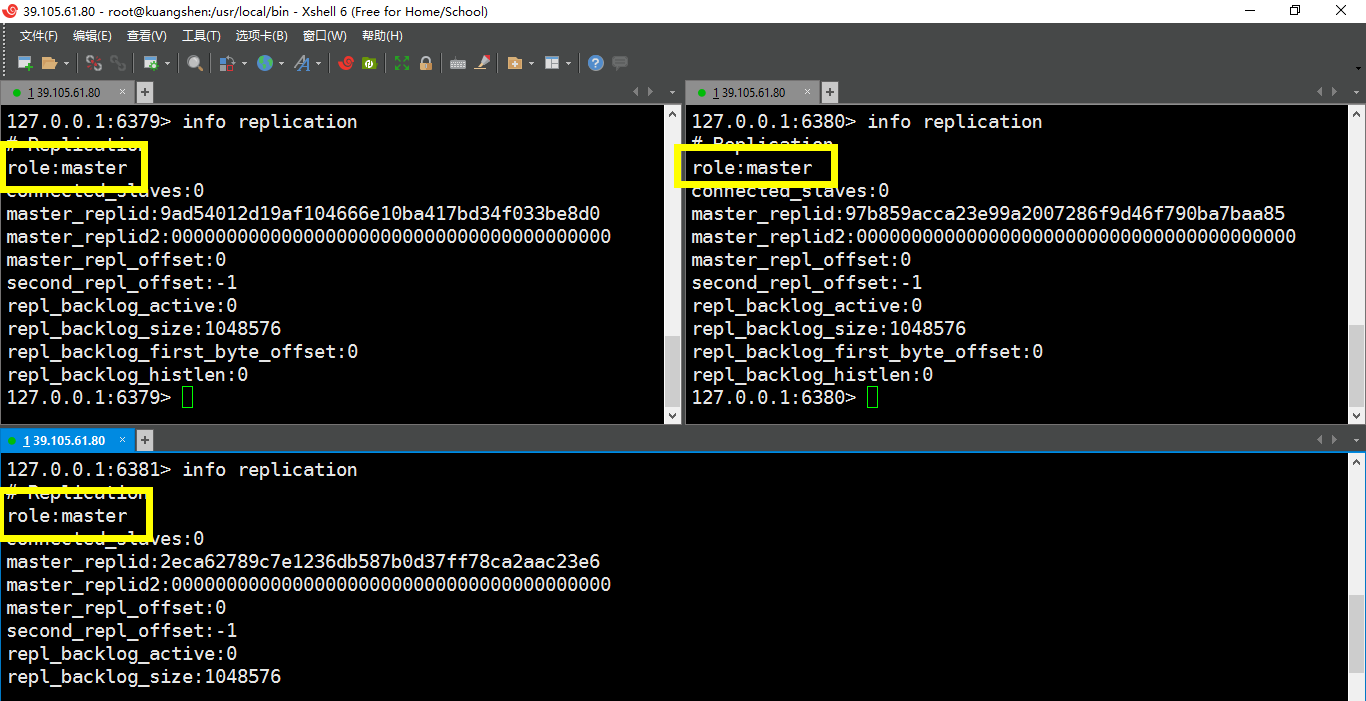 39.105.61.80 - root@kuangshen:/usr/local/bin - Xshell 6 (Free for Home/School)
文件(F) 编辑(E) 查看(V) 工具(T) 选项卡(B) 窗口(W) 帮助(H)
1 39.105.61.80
127.0.0.1:6379> info replication
# Replication
role:master
connected_slaves:0
master_replid:9ad54012d19af104666e10ba417bd34f033be8d0
master_replid2:0000000000000000000000000000000000000000
master_repl_offset:0
second_repl_offset:-1
repl_backlog_active:0
repl_backlog_size:1048576
repl_backlog_first_byte_offset:0
repl_backlog_histlen:0
127.0.0.1:6379>
1 39.105.61.80
127.0.0.1:6380> info replication
# Replication
role:master
connected_slaves:0
master_replid:97b859acca23e99a2007286f9d46f790ba7baa85
master_replid2:0000000000000000000000000000000000000000
master_repl_offset:0
second_repl_offset:-1
repl_backlog_active:0
repl_backlog_size:1048576
repl_backlog_first_byte_offset:0
repl_backlog_histlen:0
127.0.0.1:6380>
1 39.105.61.80
127.0.0.1:6381> info replication
# Replication
role:master
connected_slaves:0
master_replid:2eca62789c7e1236db587b0d37ff78ca2aac23e6
master_replid2:0000000000000000000000000000000000000000
master_repl_offset:0
second_repl_offset:-1
repl_backlog_active:0
repl_backlog_size:1048576